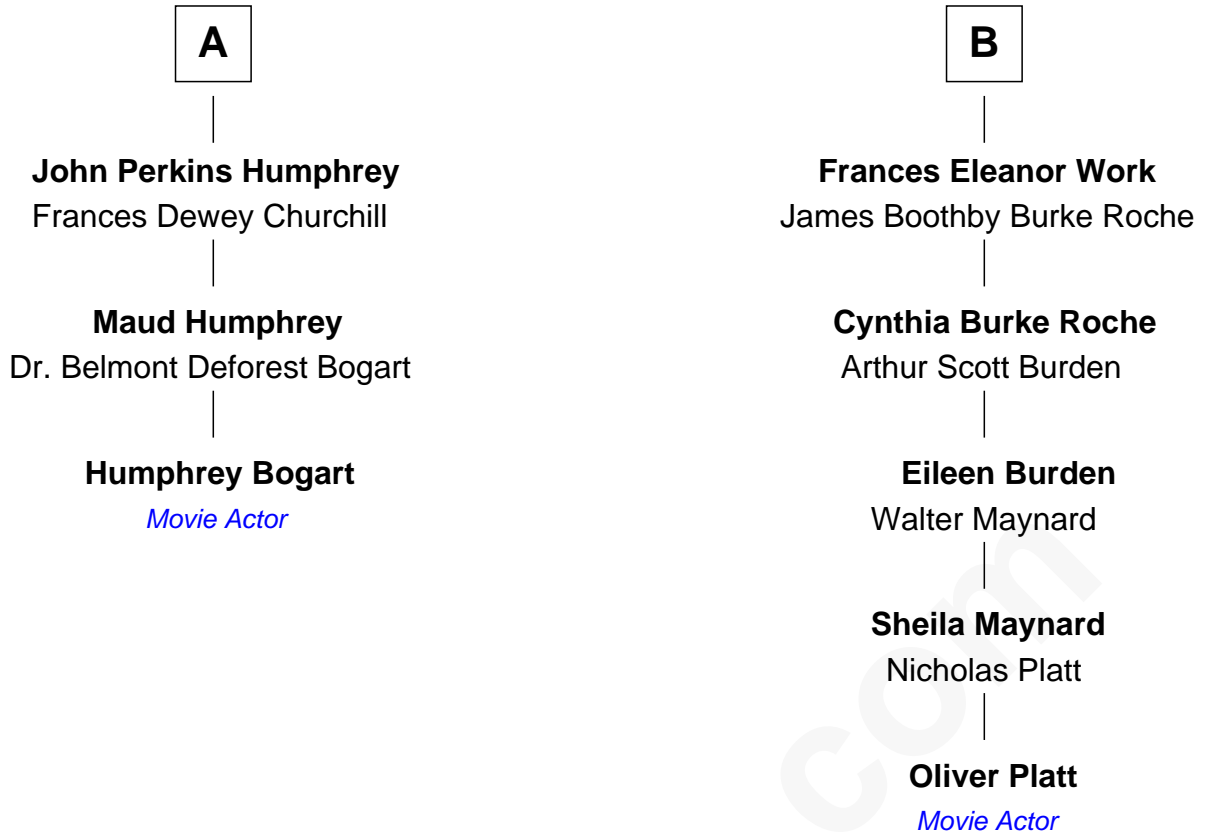 A
John Perkins Humphrey
Frances Dewey Churchill
Maud Humphrey
Dr. Belmont Deforest Bogart
Humphrey Bogart
Movie Actor
B
Frances Eleanor Work
James Boothby Burke Roche
Cynthia Burke Roche
Arthur Scott Burden
Eileen Burden
Walter Maynard
Sheila Maynard
Nicholas Platt
Oliver Platt
Movie Actor
com